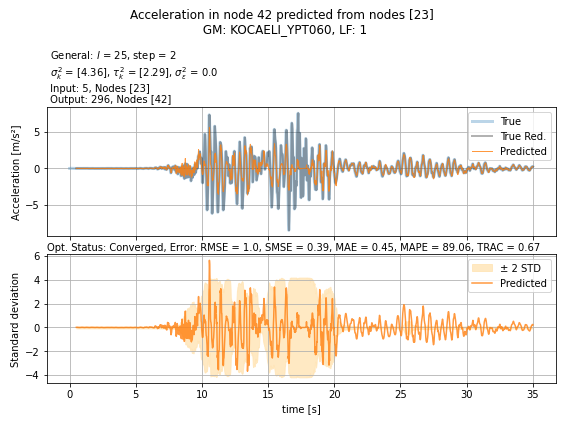 Acceleration in node 42 predicted from nodes [23]
GM: KOCAELI_YPT060, LF: 1
General: l = 25, step = 2
σ²ₖ = [4.36], τ²ₖ = [2.29], σ²ε = 0.0
Input: 5, Nodes [23]
Output: 296, Nodes [42]
Acceleration [m/s²]
5
0
−5
True
True Red.
Predicted
Opt. Status: Converged, Error: RMSE = 1.0, SMSE = 0.39, MAE = 0.45, MAPE = 89.06, TRAC = 0.67
Standard deviation
6
4
2
0
−2
−4
± 2 STD
Predicted
0 5 10 15 20 25 30 35
time [s]